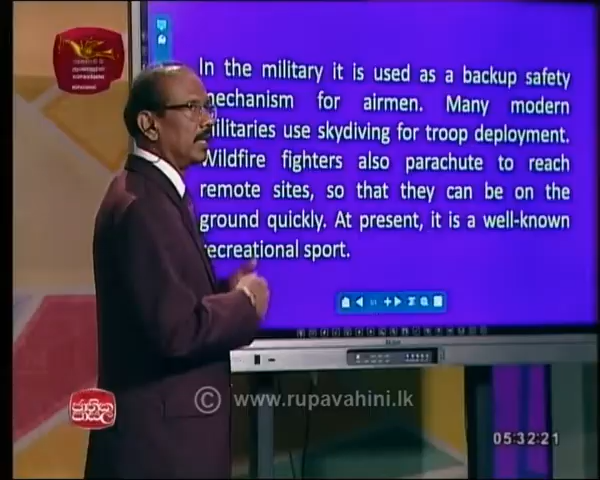 In the military it is used as a backup safety
mechanism for airmen. Many modern
militaries use skydiving for troop deployment.
Wildfire fighters also parachute to reach
remote sites, so that they can be on the
ground quickly. At present, it is a well-known
recreational sport.
© www.rupavahini.lk
05:32:21